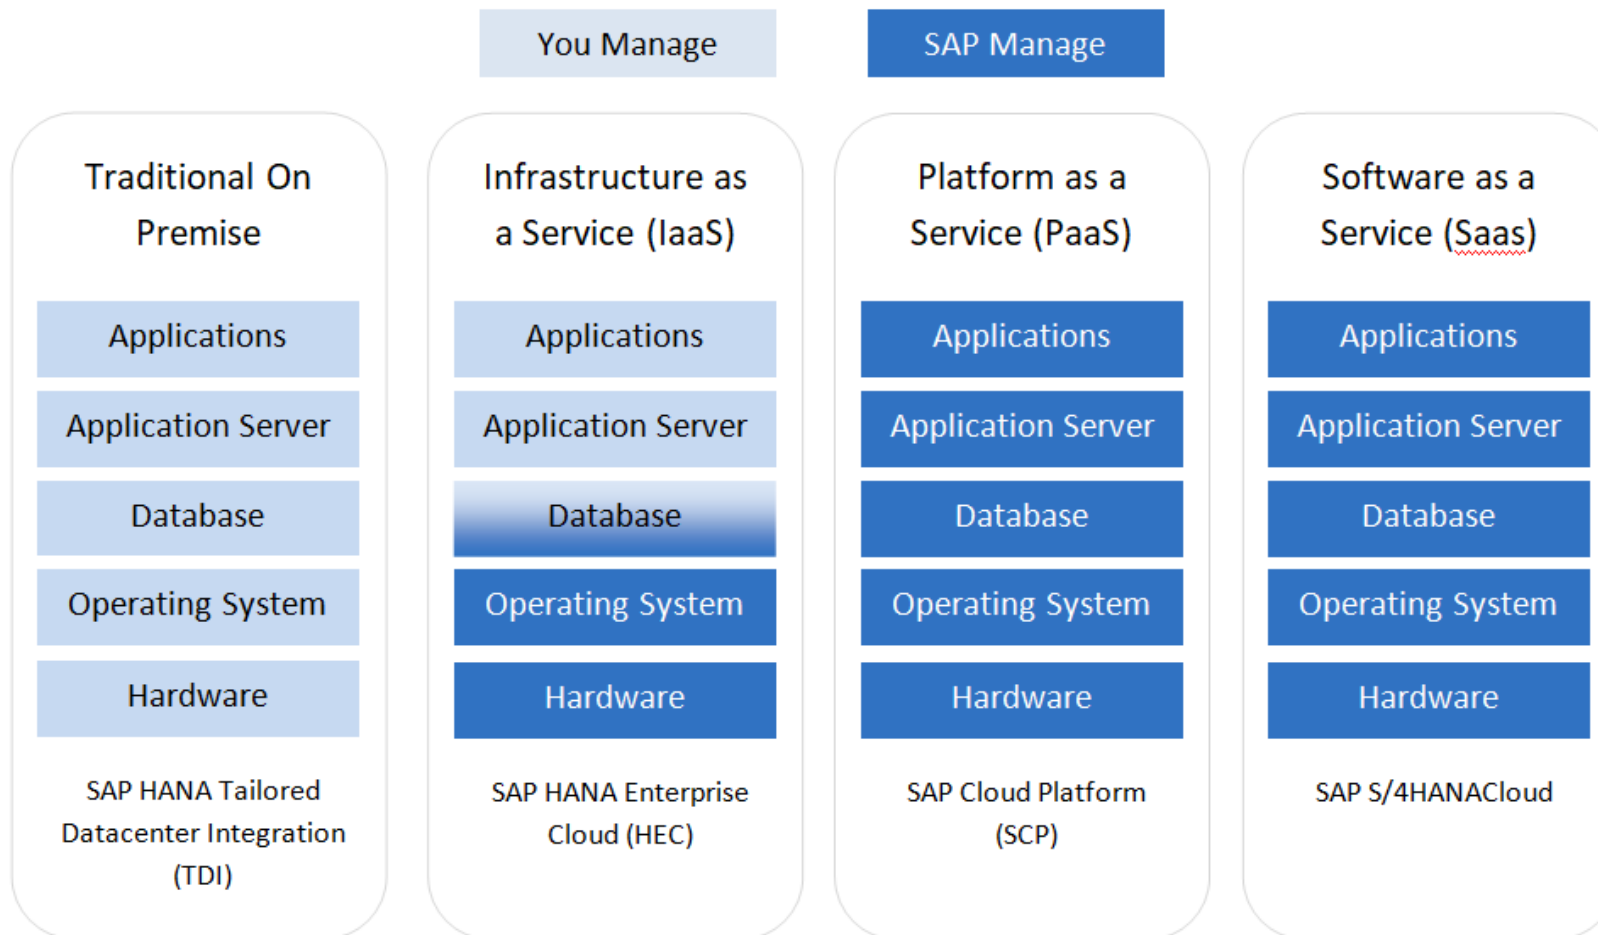 You Manage
SAP Manage
Traditional On
Premise
Applications
Application Server
Database
Operating System
Hardware
SAP HANA Tailored
Datacenter Integration
(TDI)
Infrastructure as
a Service (IaaS)
Applications
Application Server
Database
Operating System
Hardware
SAP HANA Enterprise
Cloud (HEC)
Platform as a
Service (PaaS)
Applications
Application Server
Database
Operating System
Hardware
SAP Cloud Platform
(SCP)
Software as a
Service (Saas)
Applications
Application Server
Database
Operating System
Hardware
SAP S/4HANACloud